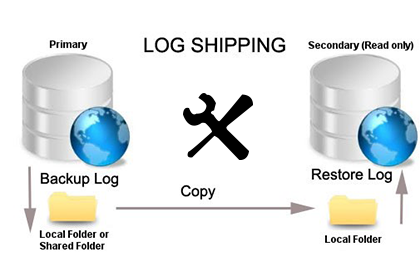 Primary
LOG SHIPPING
Secondary (Read only)
Backup Log
Restore Log
Copy
Local Folder or
Shared Folder
Local Folder